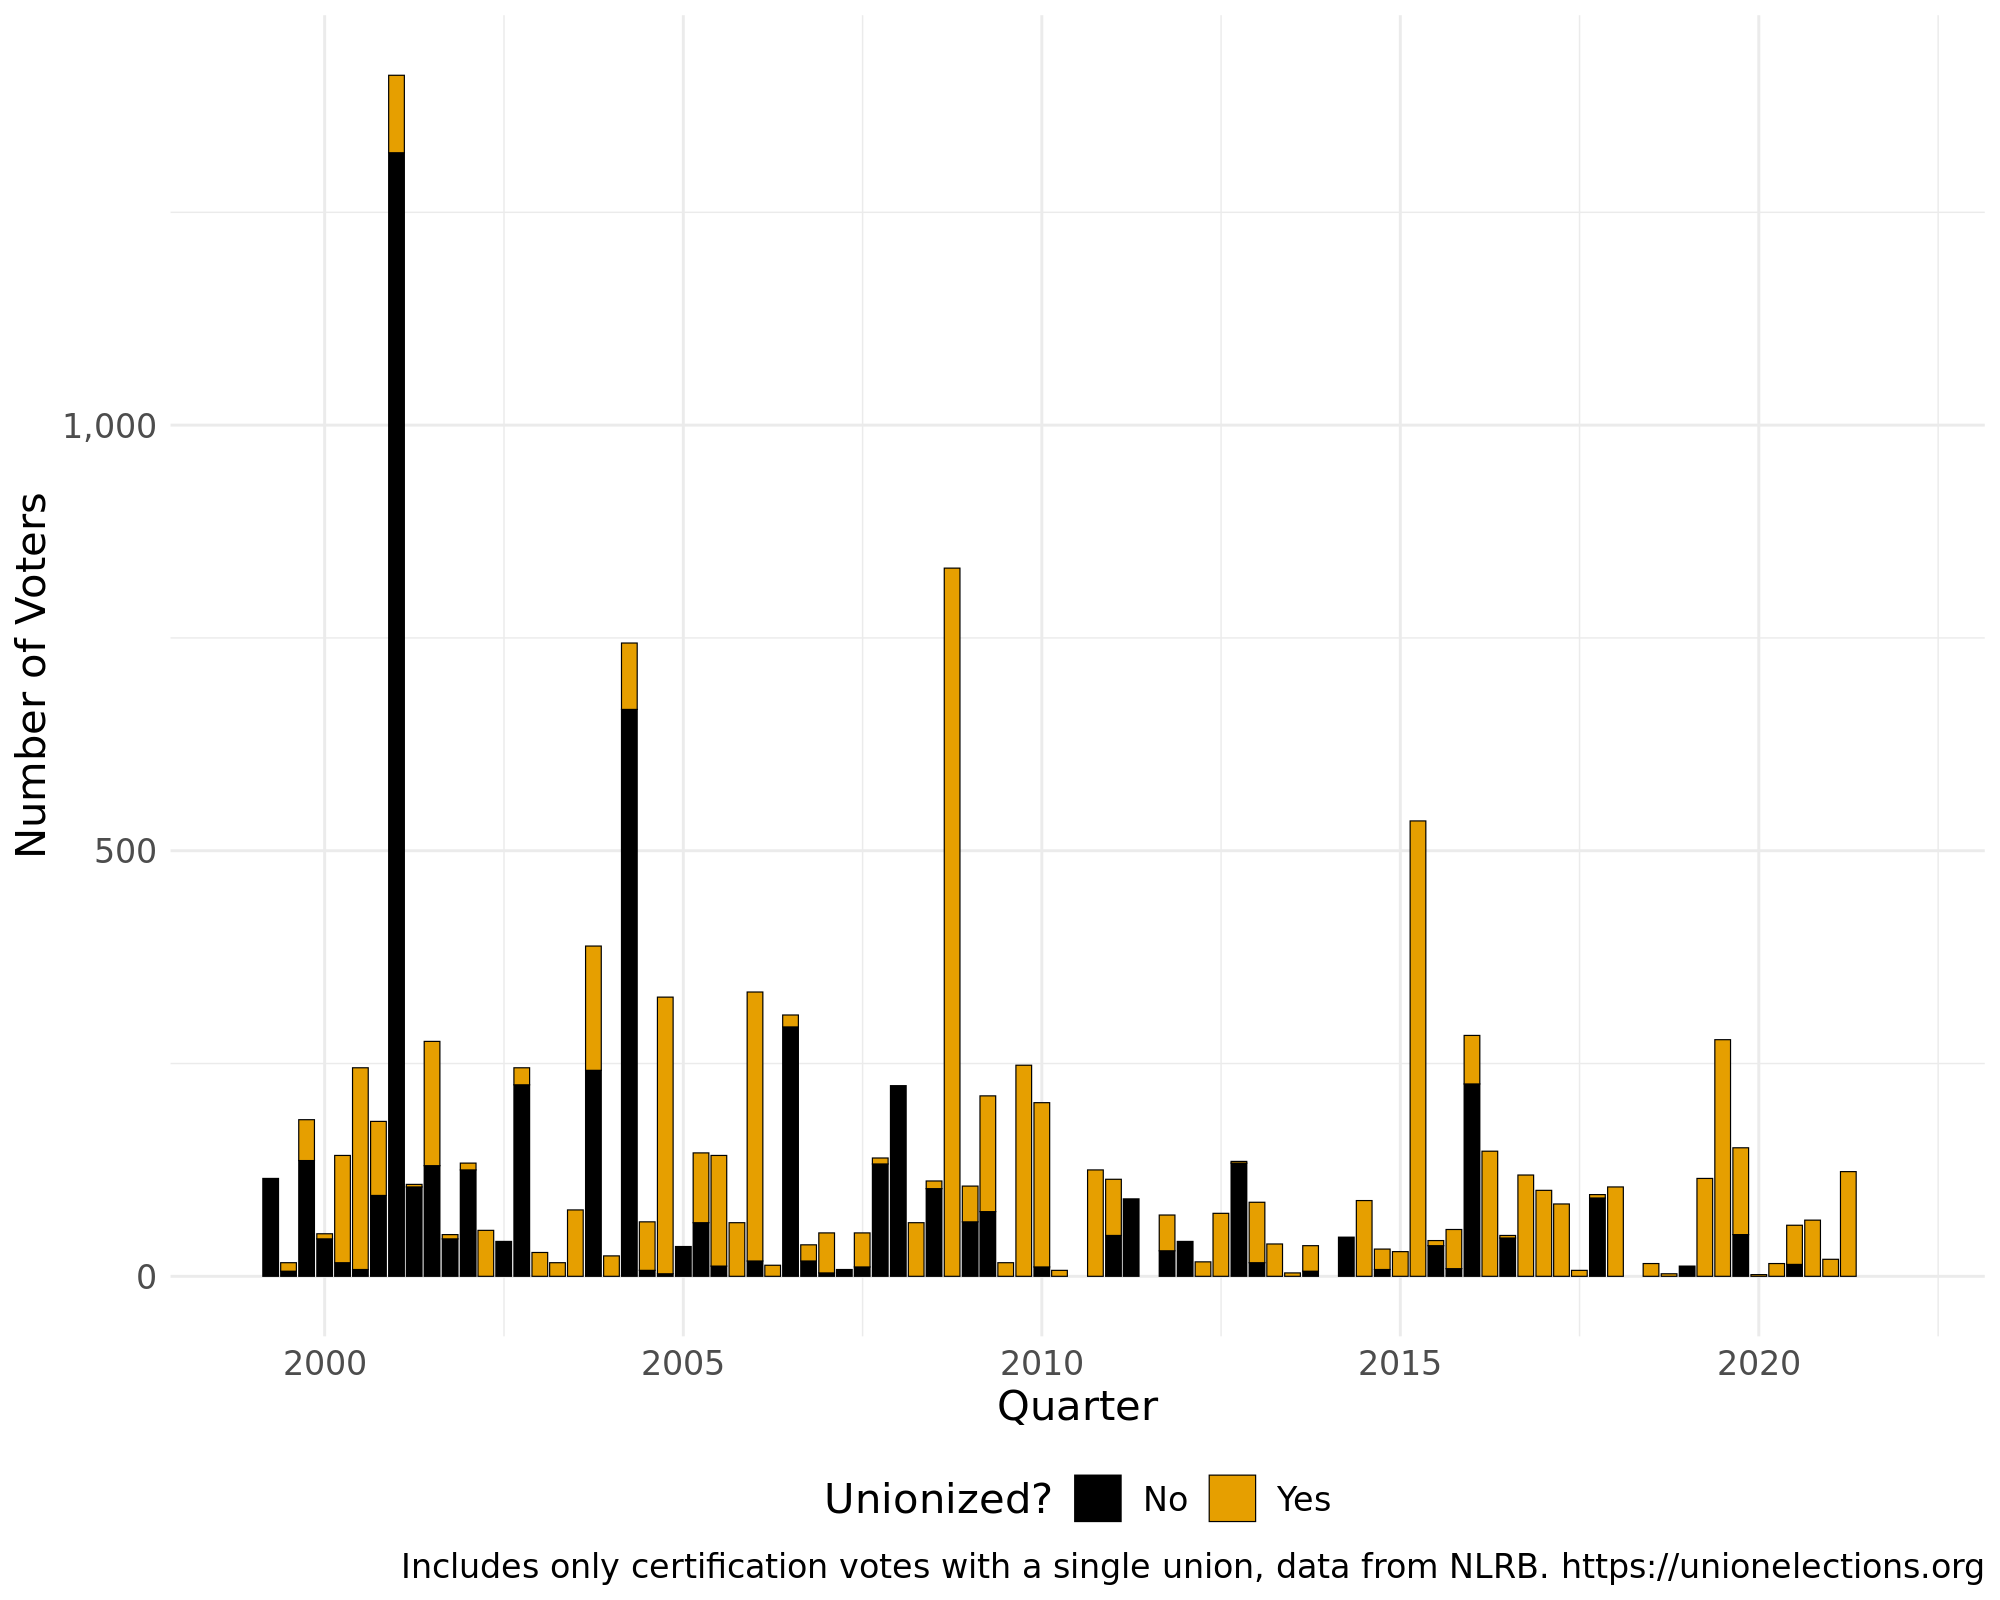 Number of Voters
1,000
500
0
2000 2005 2010 2015 2020
Quarter
Unionized? No Yes
Includes only certification votes with a single union, data from NLRB. https://unionelections.org